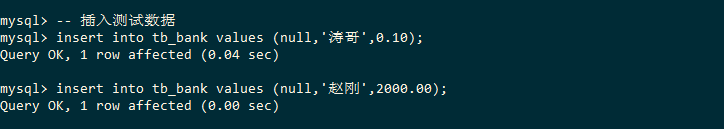 mysql> -- 插入测试数据
mysql> insert into tb_bank values (null,'涛哥',0.10);
Query OK, 1 row affected (0.04 sec)
mysql> insert into tb_bank values (null,'赵刚',2000.00);
Query OK, 1 row affected (0.00 sec)